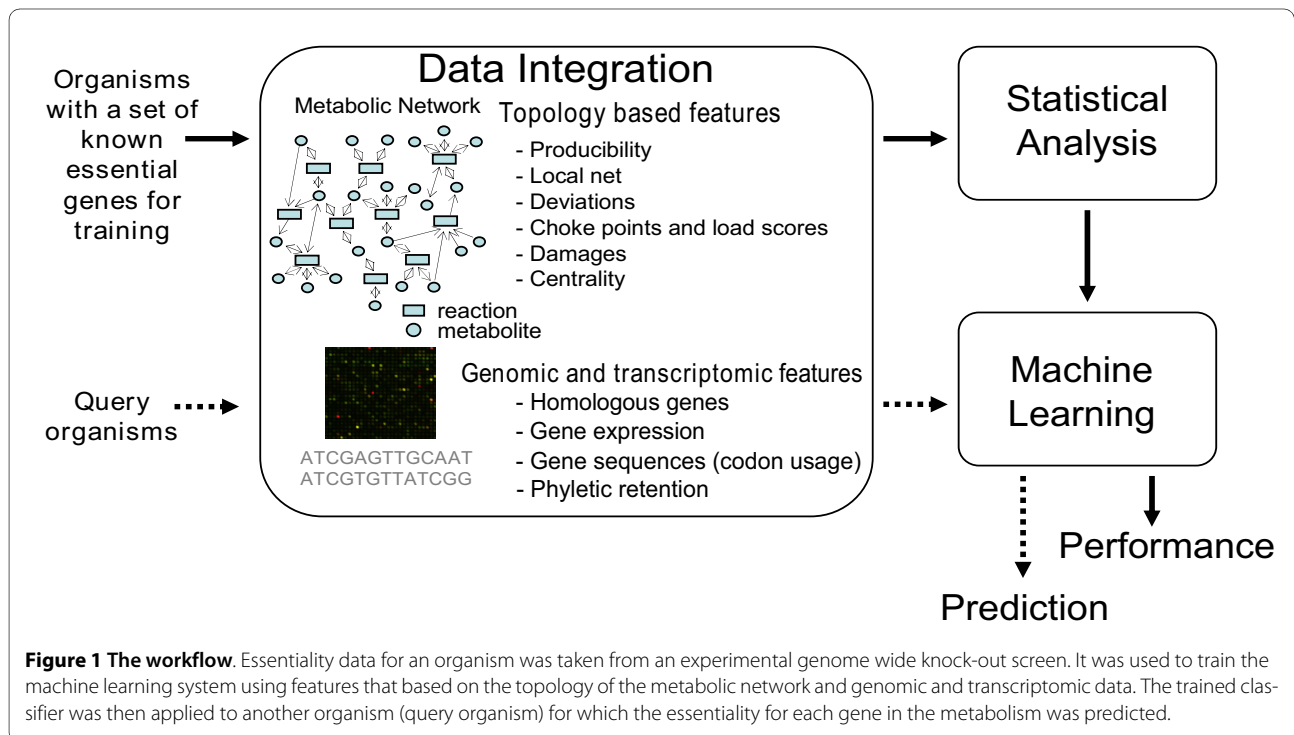 Organisms
with a set of
known
essential
genes for
training
Data Integration
Metabolic Network
Topology based features
- Producibility
- Local net
- Deviations
- Choke points and load scores
- Damages
- Centrality
reaction
metabolite
Statistical
Analysis
Query
organisms
Genomic and transcriptomic features
- Homologous genes
- Gene expression
- Gene sequences (codon usage)
- Phyletic retention
ATCGAGTTGCAAT
ATCGTGTTATCGG
Machine
Learning
Performance
Prediction
Figure 1 The workflow. Essentiality data for an organism was taken from an experimental genome wide knock-out screen. It was used to train the
machine learning system using features that based on the topology of the metabolic network and genomic and transcriptomic data. The trained clas-
sifier was then applied to another organism (query organism) for which the essentiality for each gene in the metabolism was predicted.